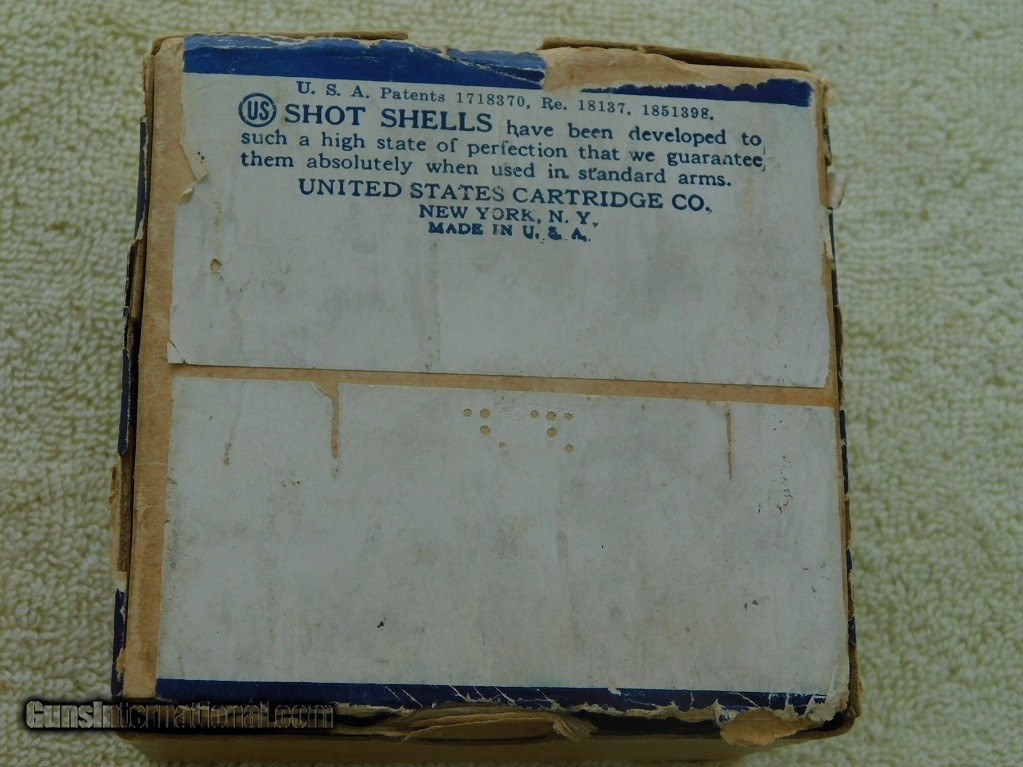 U. S. A. Patents 1718370, Re. 18137, 1851398.
US SHOT SHELLS have been developed to
such a high state of perfection that we guarantee
them absolutely when used in standard arms.
UNITED STATES CARTRIDGE CO.,
NEW YORK, N. Y.
MADE IN U. S. A.
GunsInternational.com